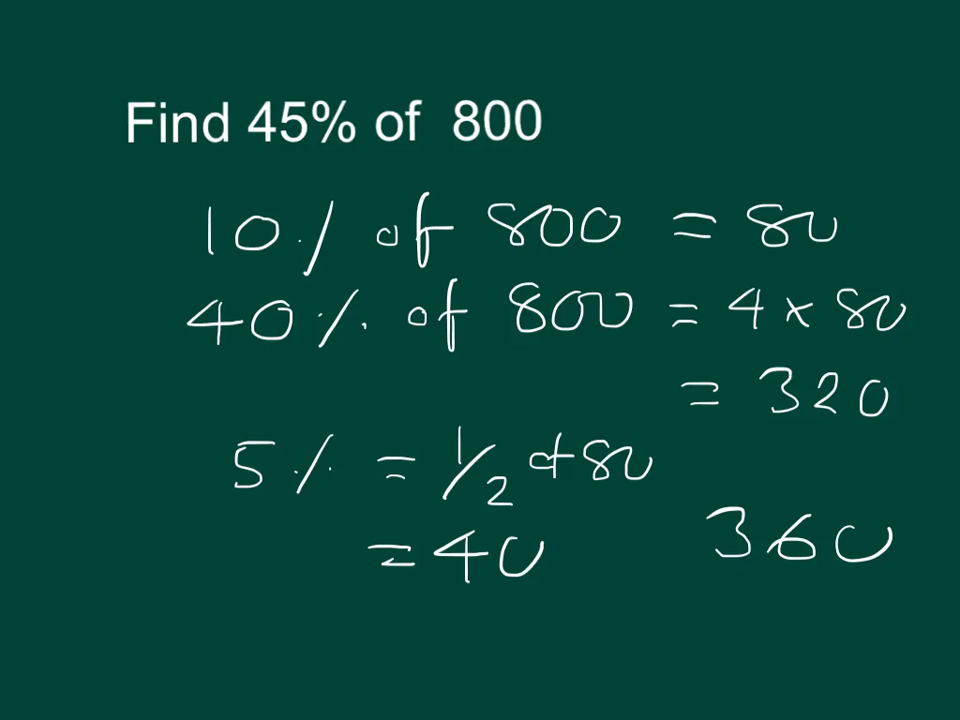 Find 45% of 800
10% of 800 = 80
40% of 800 = 4 × 80
= 320
5% = 1/2 of 80
= 40
360